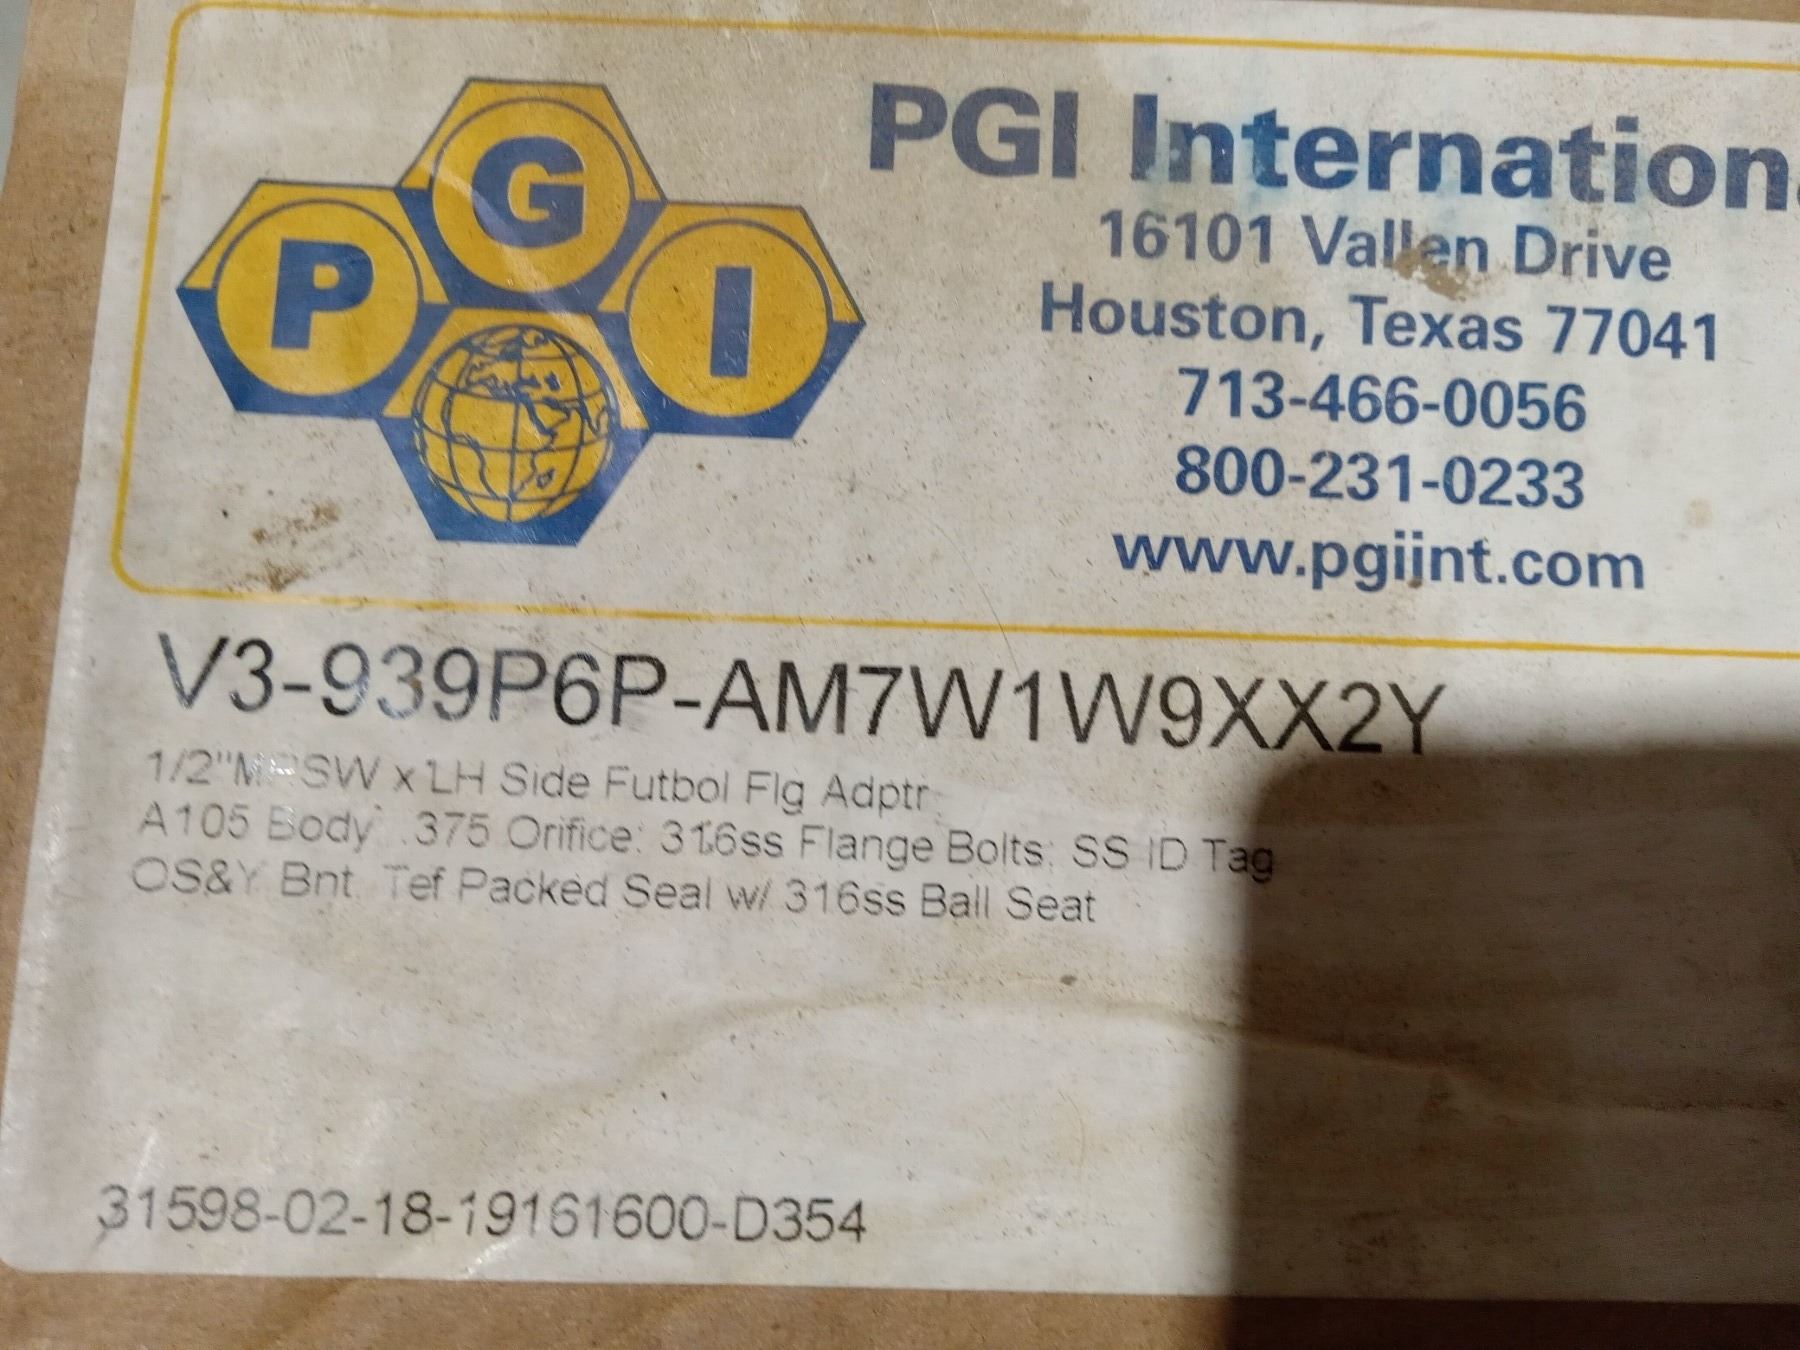 P G I
PGI Internation
16101 Vallen Drive
Houston, Texas 77041
713-466-0056
800-231-0233
www.pgiint.com
V3-939P6P-AM7W1W9XX2Y
1/2" x LH Side Futbol Flg Adptr
A105 Body .375 Orifice: 316ss Flange Bolts: SS ID Tag
OS&Y Bnt Tef Packed Seal w/ 316ss Ball Seat
31598-02-18-19161600-D354